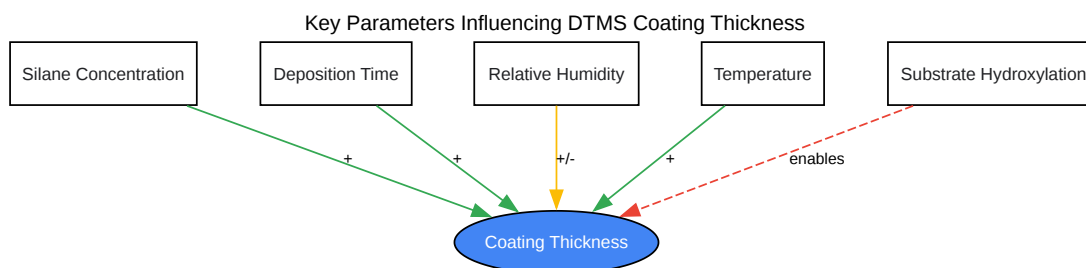 Key Parameters Influencing DTMS Coating Thickness
Silane Concentration
Deposition Time
Relative Humidity
Temperature
Substrate Hydroxylation
+
+
+/-
+
enables
Coating Thickness